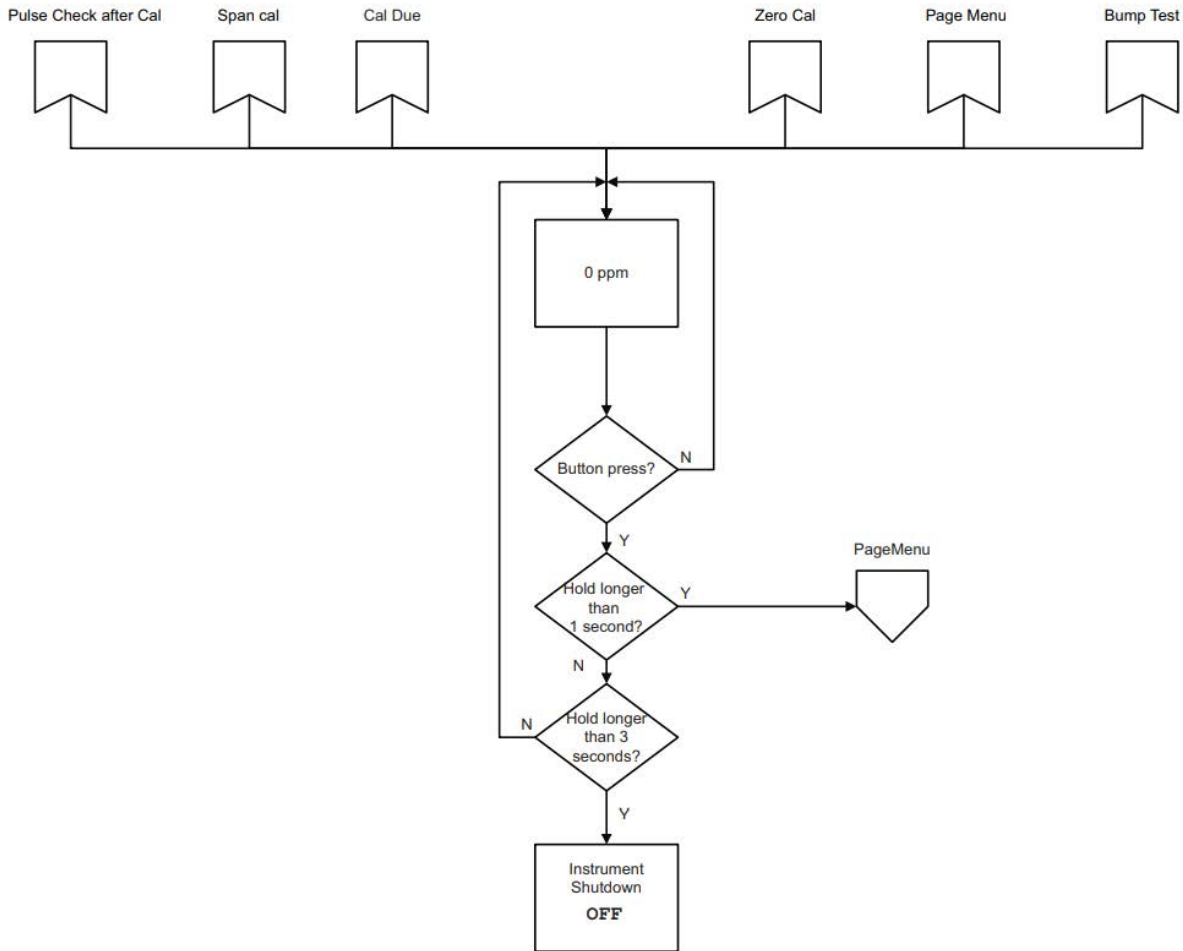 Pulse Check after Cal
Span cal
Cal Due
Zero Cal
Page Menu
Bump Test
0 ppm
Button press?
N
Y
PageMenu
Hold longer
than
1 second?
Y
N
Hold longer
than 3
seconds?
N
Y
Instrument
Shutdown
OFF